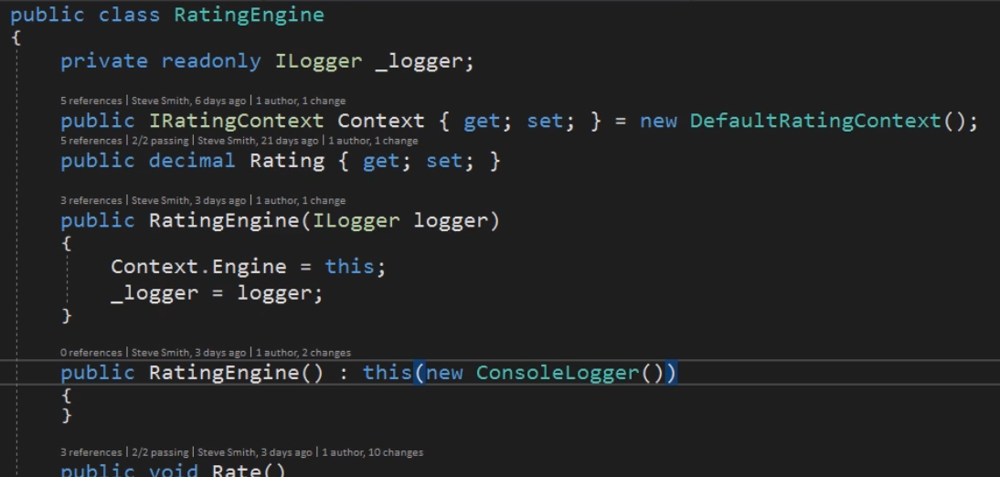 public class RatingEngine
{
private readonly ILogger _logger;
5 references | Steve Smith, 6 days ago | 1 author, 1 change
public IRatingContext Context { get; set; } = new DefaultRatingContext();
5 references | 2/2 passing | Steve Smith, 21 days ago | 1 author, 1 change
public decimal Rating { get; set; }
3 references | Steve Smith, 3 days ago | 1 author, 1 change
public RatingEngine(ILogger logger)
{
Context.Engine = this;
_logger = logger;
}
0 references | Steve Smith, 3 days ago | 1 author, 2 changes
public RatingEngine() : this(new ConsoleLogger())
{
}
3 references | 2/2 passing | Steve Smith, 3 days ago | 1 author, 10 changes
public void Rate()